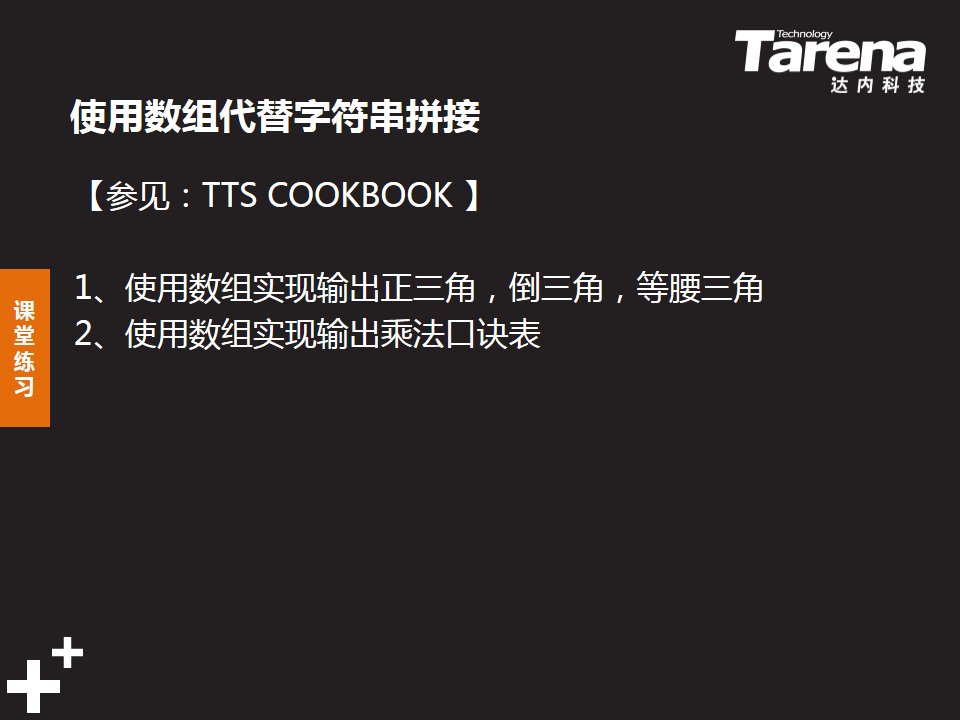 Technology
Tarena
达内科技
使用数组代替字符串拼接
【参见：TTS COOKBOOK 】
1、使用数组实现输出正三角，倒三角，等腰三角
2、使用数组实现输出乘法口诀表
课堂练习